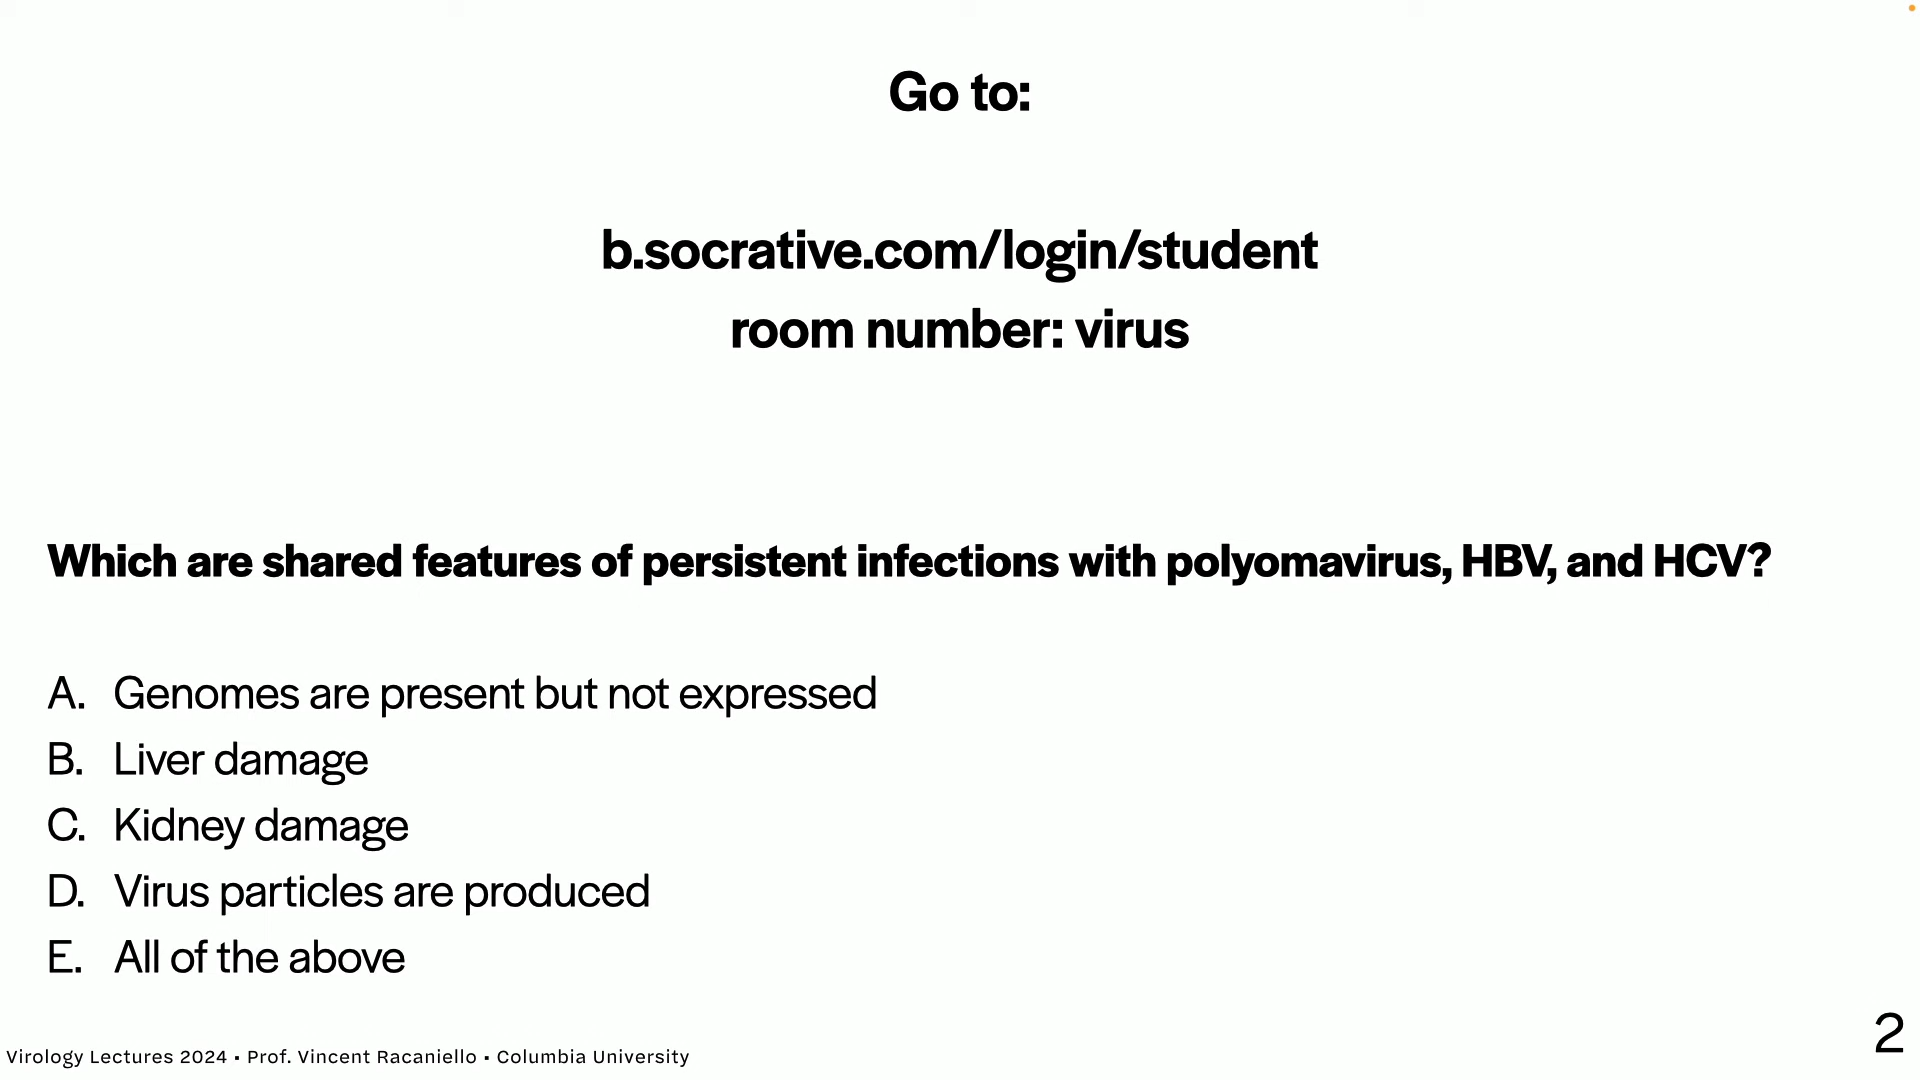 Go to:
b.socrative.com/login/student
room number: virus
Which are shared features of persistent infections with polyomavirus, HBV, and HCV?
A. Genomes are present but not expressed
B. Liver damage
C. Kidney damage
D. Virus particles are produced
E. All of the above
2
Virology Lectures 2024 • Prof. Vincent Racaniello • Columbia University